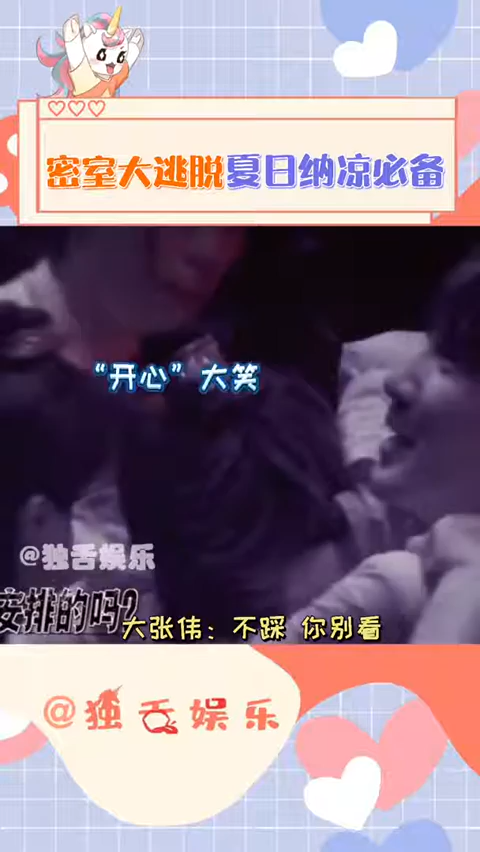 密室大逃脱夏日纳凉必备
“开心”大笑
@独舌娱乐
安排的吗?
大张伟：不踩 你别看
@独舌娱乐